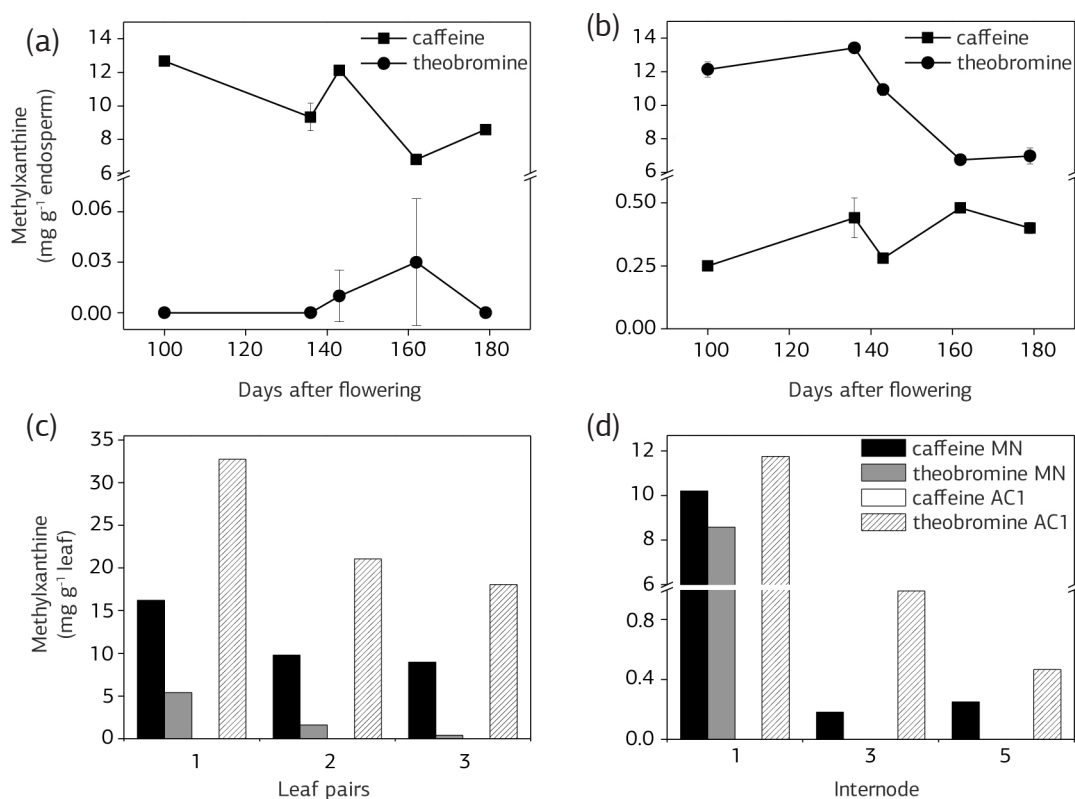 (a)
caffeine
theobromine
14
12
10
8
6
0.06
0.03
0.00
100 120 140 160 180
Days after flowering
Methylxanthine
(mg g⁻¹ endosperm)
(b)
caffeine
theobromine
14
12
10
8
6
0.50
0.25
0.00
100 120 140 160 180
Days after flowering
(c)
35
30
25
20
15
10
5
0
1 2 3
Leaf pairs
Methylxanthine
(mg g⁻¹ leaf)
(d)
caffeine MN
theobromine MN
caffeine AC1
theobromine AC1
12
10
8
6
0.8
0.4
0.0
1 3 5
Internode